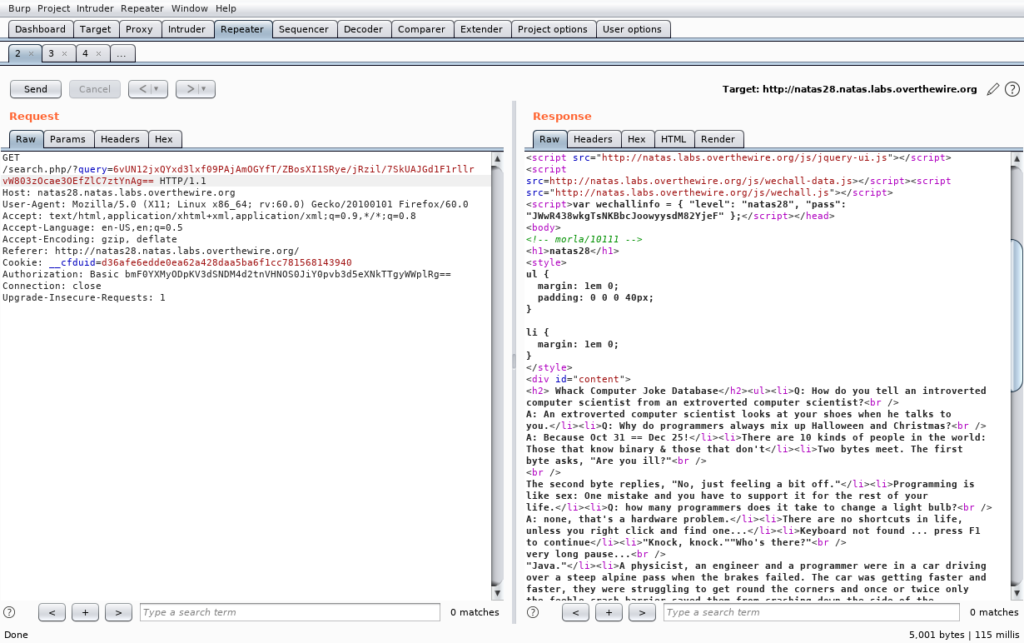 Burp Project Intruder Repeater Window Help
Dashboard Target Proxy Intruder Repeater Sequencer Decoder Comparer Extender Project options User options
2 × 3 × 4 × ...
Send Cancel < > Target: http://natas28.natas.labs.overthewire.org ?
Request
Raw Params Headers Hex
GET
/search.php/?query=6vUN12jxQYxd3lxf09PAjAmOGYfT/ZBosXI1SRye/jRzil/7SkUAJGd1F1rllr
vW803zOcae3OEfZlC7ztYnAg== HTTP/1.1
Host: natas28.natas.labs.overthewire.org
User-Agent: Mozilla/5.0 (X11; Linux x86_64; rv:60.0) Gecko/20100101 Firefox/60.0
Accept: text/html,application/xhtml+xml,application/xml;q=0.9,*/*;q=0.8
Accept-Language: en-US,en;q=0.5
Accept-Encoding: gzip, deflate
Referer: http://natas28.natas.labs.overthewire.org/
Cookie: __cfduid=d36afe6edde0ea62a428daa5ba6f1cc781568143940
Authorization: Basic bmF0YXMyODpKV3dSNDM4d2tnVHNOS0JiY0pvb3d5eXNkTTgyWWplRg==
Connection: close
Upgrade-Insecure-Requests: 1
Response
Raw Headers Hex HTML Render
<script src="http://natas.labs.overthewire.org/js/jquery-ui.js"></script>
<script
src=http://natas.labs.overthewire.org/js/wechall-data.js></script><script
src="http://natas.labs.overthewire.org/js/wechall.js"></script>
<script>var wechallinfo = { "level": "natas28", "pass":
"JWwR438wkgTsNKBbcJoowyysdM82YjeF" };</script></head>
<body>
<!-- morla/10111 -->
<h1>natas28</h1>
<style>
ul {
margin: 1em 0;
padding: 0 0 0 40px;
}
li {
margin: 1em 0;
}
</style>
<div id="content">
<h2> Whack Computer Joke Database</h2><ul><li>Q: How do you tell an introverted
computer scientist from an extroverted computer scientist?<br />
A: An extroverted computer scientist looks at your shoes when he talks to
you.</li><li>Q: Why do programmers always mix up Halloween and Christmas?<br />
A: Because Oct 31 == Dec 25!</li><li>There are 10 kinds of people in the world:
Those that know binary & those that don't</li><li>Two bytes meet. The first
byte asks, "Are you ill?"<br />
<br />
The second byte replies, "No, just feeling a bit off."</li><li>Programming is
like sex: One mistake and you have to support it for the rest of your
life.</li><li>Q: how many programmers does it take to change a light bulb?<br />
A: none, that's a hardware problem.</li><li>There are no shortcuts in life,
unless you right click and find one...</li><li>Keyboard not found ... press F1
to continue</li><li>"Knock, knock.""Who's there?"<br />
very long pause...<br />
"Java."</li><li>A physicist, an engineer and a programmer were in a car driving
over a steep alpine pass when the brakes failed. The car was getting faster and
faster, they were struggling to get round the corners and once or twice only
the feeble crash barrier saved them from crashing down the side of the
? < + > Type a search term 0 matches
? < + > Type a search term 0 matches
Done 5,001 bytes | 115 millis